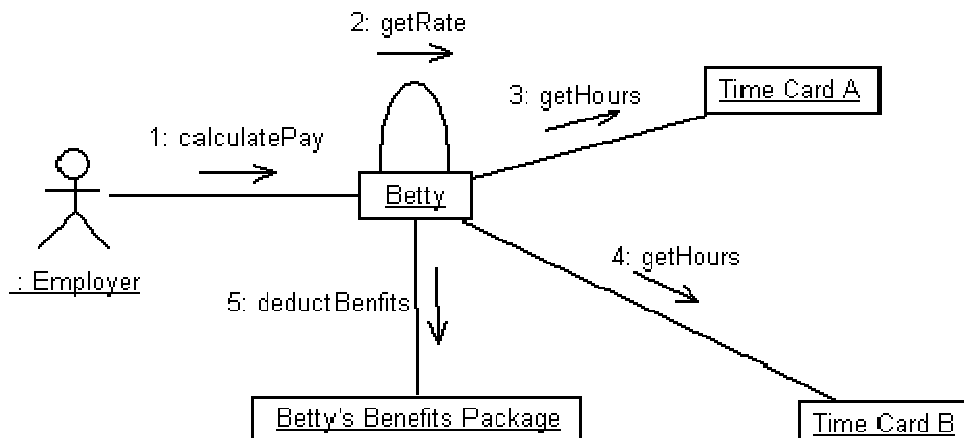 2: getRate
Time Card A
3: getHours
1: calculatePay
Betty
4: getHours
: Employer
5: deductBenfits
Betty's Benefits Package
Time Card B